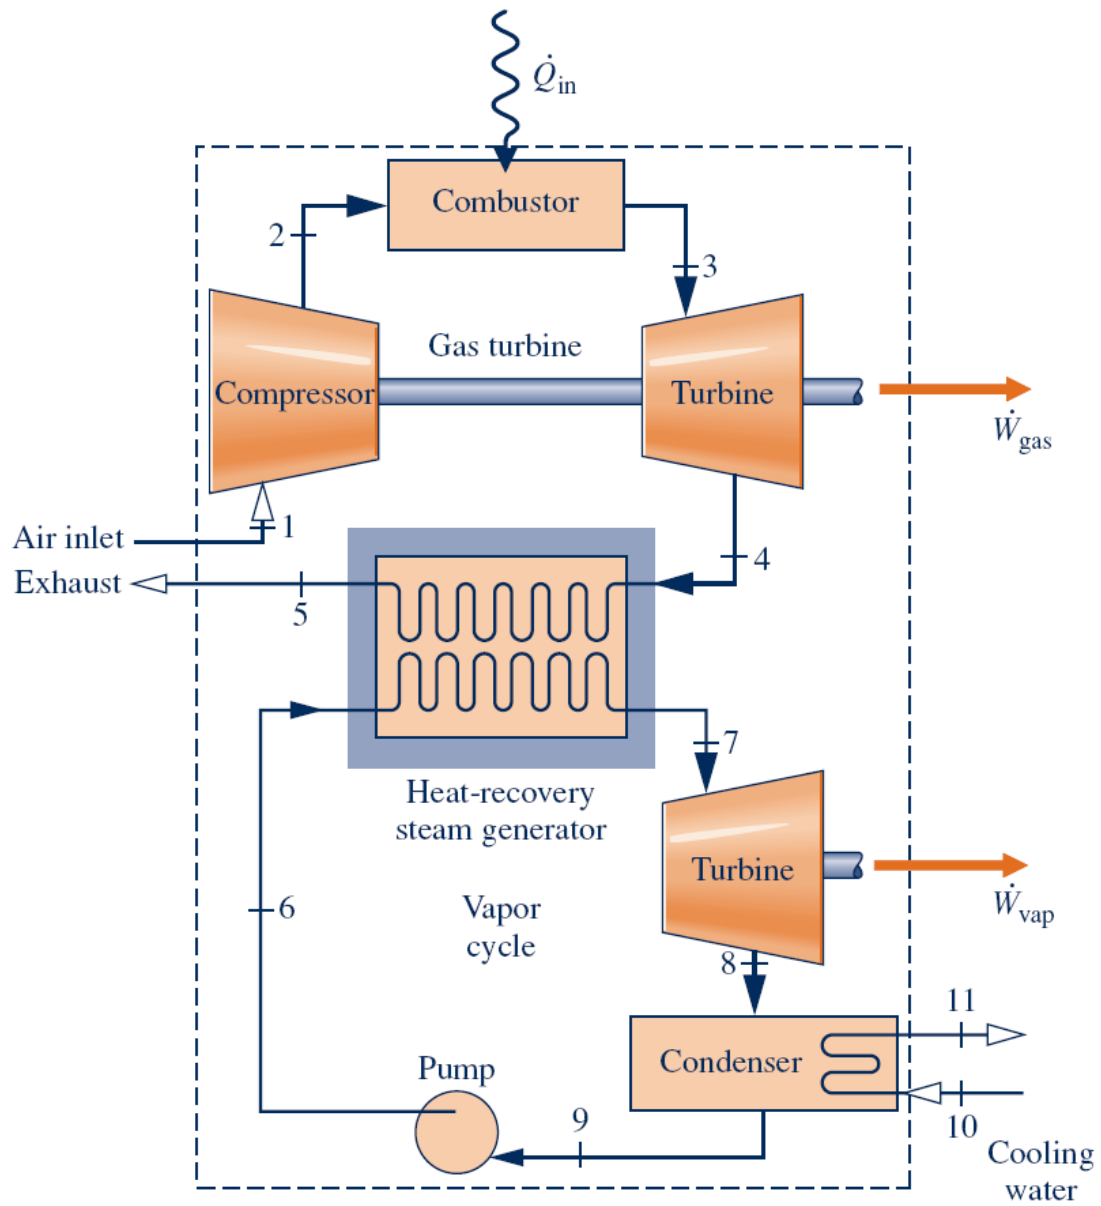 Q̇in
Combustor
2
3
Gas turbine
Compressor
Turbine
Ẇgas
Air inlet
1
Exhaust
4
5
7
Heat-recovery
steam generator
Turbine
6
Vapor
cycle
Ẇvap
8
11
Condenser
Pump
9
10
Cooling
water